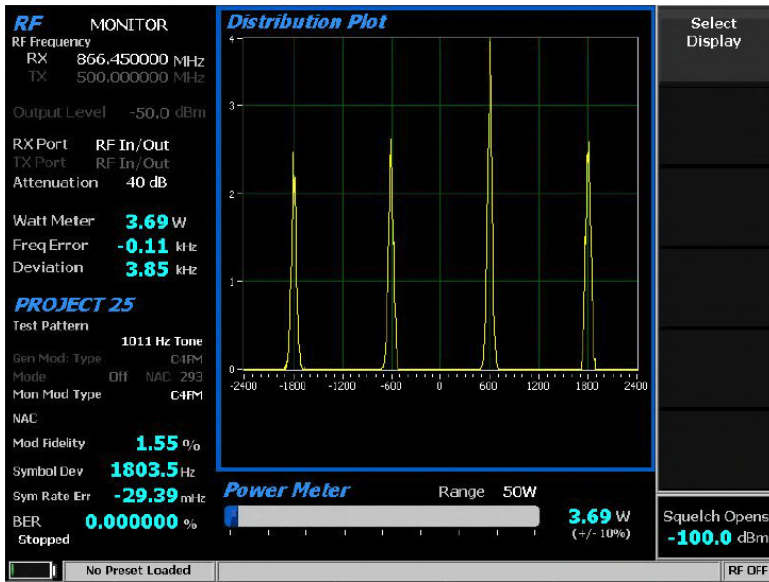 RF MONITOR
RF Frequency
RX 866.450000 MHz
TX 500.000000 MHz
Output Level -50.0 dBm
RX Port RF In/Out
TX Port RF In/Out
Attenuation 40 dB
Watt Meter 3.69 W
Freq Error -0.11 kHz
Deviation 3.85 kHz
PROJECT 25
Test Pattern
1011 Hz Tone
Gen Mod: Type C4FM
Mode Off NAC 293
Mon Mod Type C4FM
NAC
Mod Fidelity 1.55 %
Symbol Dev 1803.5 Hz
Sym Rate Err -29.39 mHz
BER 0.000000 %
Stopped
Distribution Plot
4
3
2
1
0
-2400 -1800 -1200 -600 0 600 1200 1800 2400
Power Meter Range 50W
3.69 W
(+/- 10%)
Select
Display
Squelch Opens
-100.0 dBm
No Preset Loaded
RF OFF